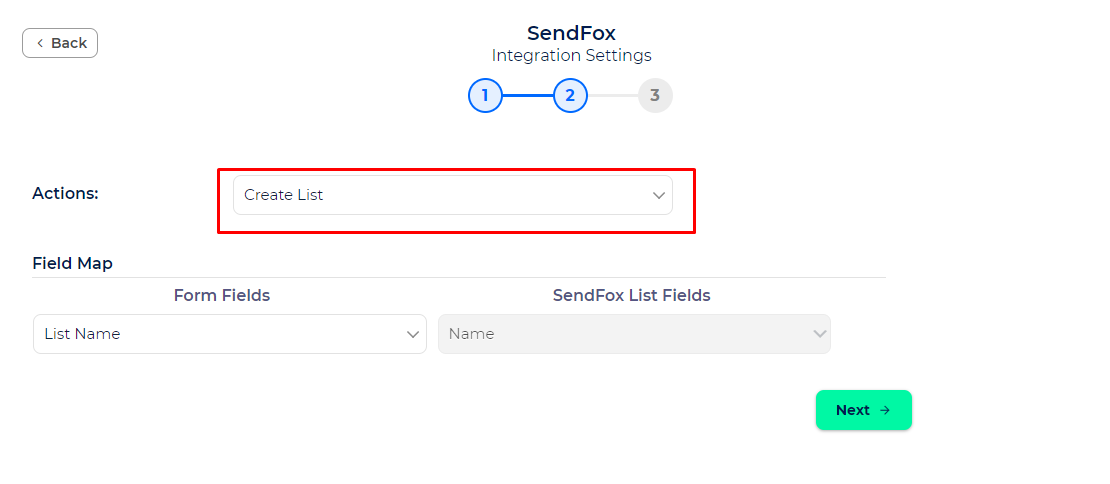 Back
SendFox
Integration Settings
1 2 3
Actions:
Create List
Field Map
Form Fields SendFox List Fields
List Name Name
Next